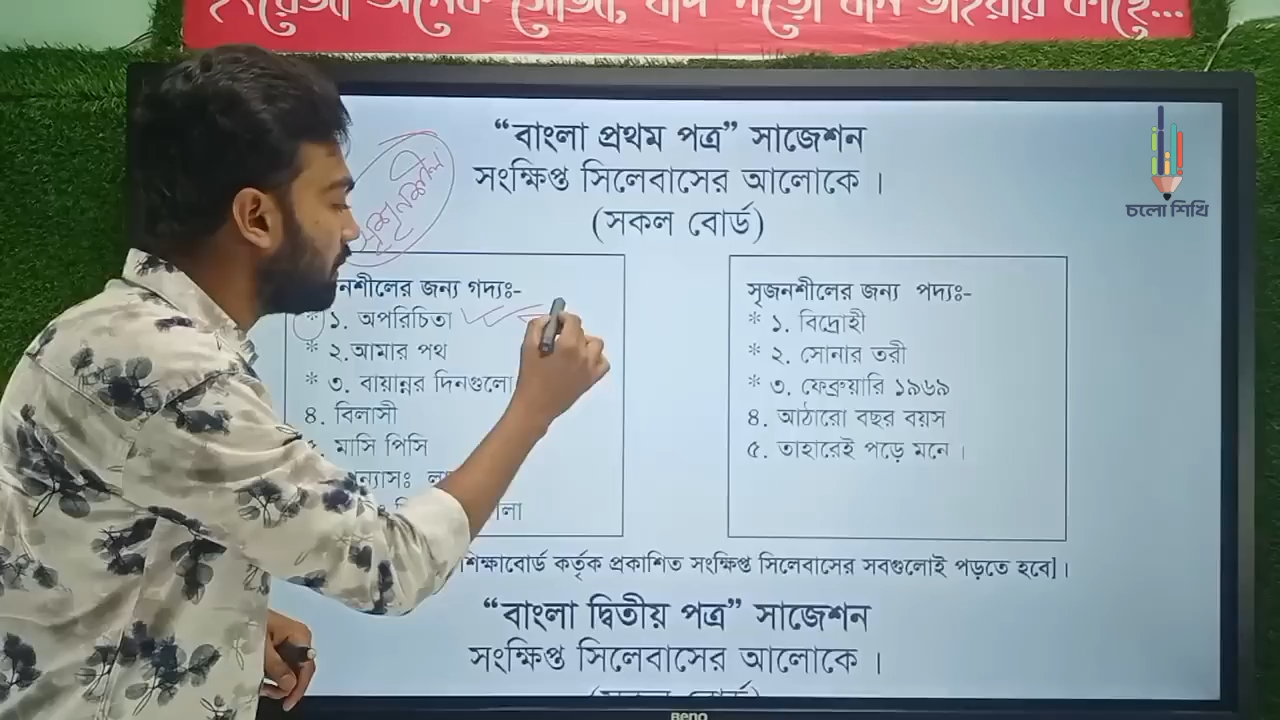 “বাংলা প্রথম পত্র” সাজেশন
সংক্ষিপ্ত সিলেবাসের আলোকে ।
(সকল বোর্ড)
চলো শিখি
নশীলের জন্য গদ্যঃ-
* ১. অপরিচিতা
* ২.আমার পথ
* ৩. বায়ান্নর দিনগুলো
৪. বিলাসী
মাসি পিসি
ন্যাসঃ
লা
সৃজনশীলের জন্য পদ্যঃ-
* ১. বিদ্রোহী
* ২. সোনার তরী
* ৩. ফেব্রুয়ারি ১৯৬৯
৪. আঠারো বছর বয়স
৫. তাহারেই পড়ে মনে ।
শিক্ষাবোর্ড কর্তৃক প্রকাশিত সংক্ষিপ্ত সিলেবাসের সবগুলোই পড়তে হবে]।
“বাংলা দ্বিতীয় পত্র” সাজেশন
সংক্ষিপ্ত সিলেবাসের আলোকে ।
BenQ